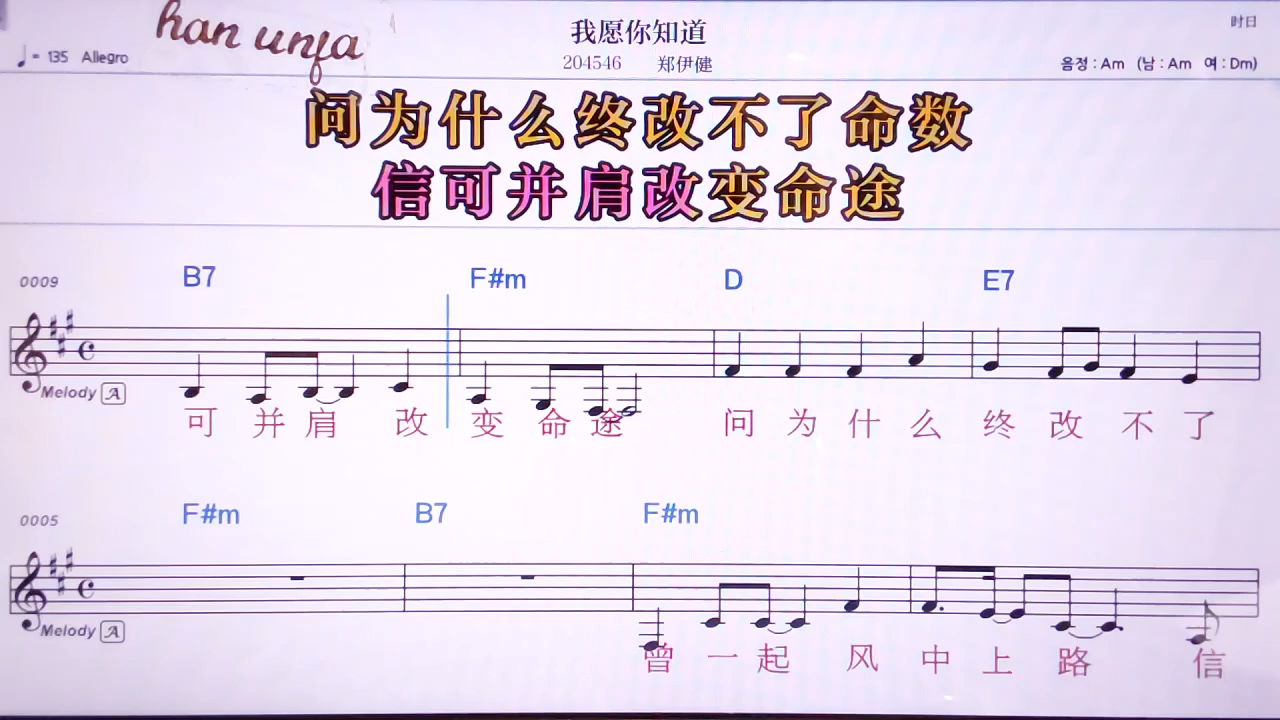 han unja
我愿你知道
时日
= 135 Allegro
204546 郑伊健
음정 : Am (남 : Am 여 : Dm)
问为什么终改不了命数
信可并肩改变命途
0009
B7 F#m D E7
Melody A
可并肩 改 变 命 途 问 为 什 么 终 改 不 了
0005
F#m B7 F#m
Melody A
曾 一 起 风 中 上 路 信